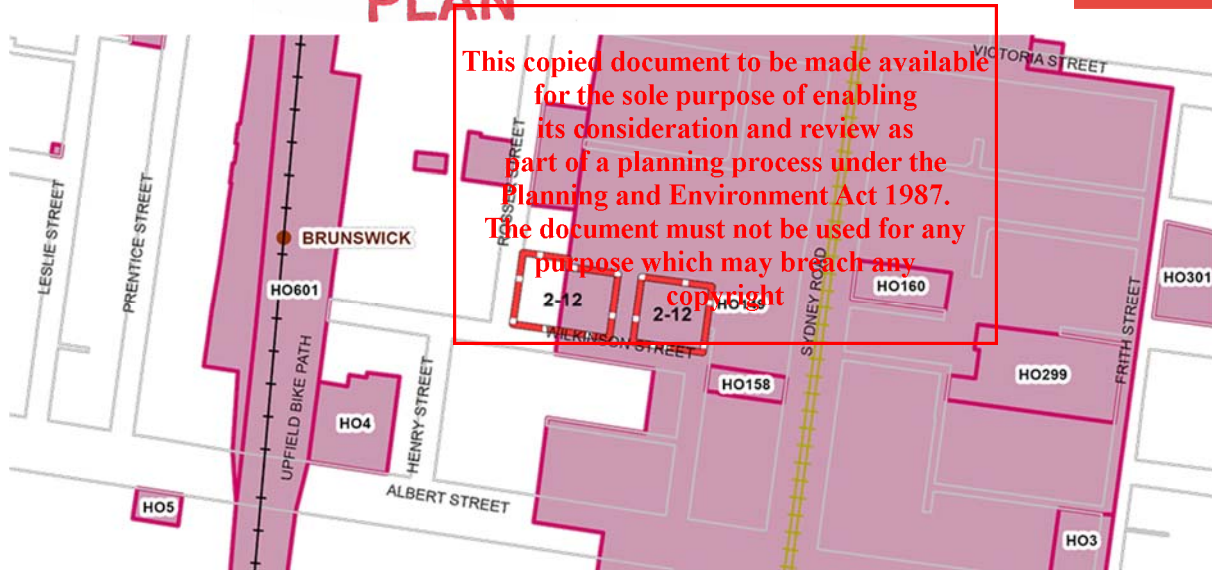 PLAN
This copied document to be made available
for the sole purpose of enabling
its consideration and review as
part of a planning process under the
Planning and Environment Act 1987.
The document must not be used for any
purpose which may breach any
copyright
VICTORIA STREET
LESLIE STREET
PRENTICE STREET
BRUNSWICK
HO601
UPFIELD BIKE PATH
HO4
HENRY STREET
HO5
ALBERT STREET
STREET
2-12
2-12
WILKINSON STREET
HO149
HO158
SYDNEY ROAD
HO160
HO299
FRITH STREET
HO301
HO3